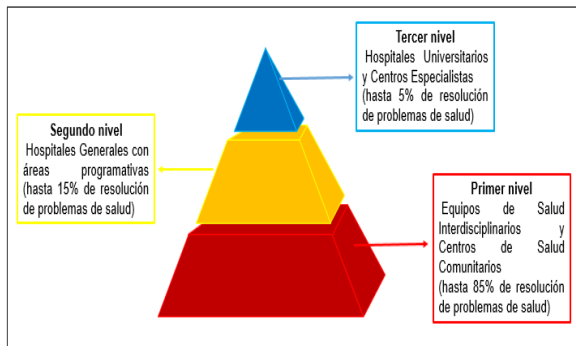 Tercer nivel
Hospitales Universitarios
y Centros Especialistas
(hasta 5% de resolución
de problemas de salud)
Segundo nivel
Hospitales Generales con
áreas programativas
(hasta 15% de resolución
de problemas de salud)
Primer nivel
Equipos de Salud
Interdisciplinarios y
Centros de Salud
Comunitarios
(hasta 85% de resolución
de problemas de salud)